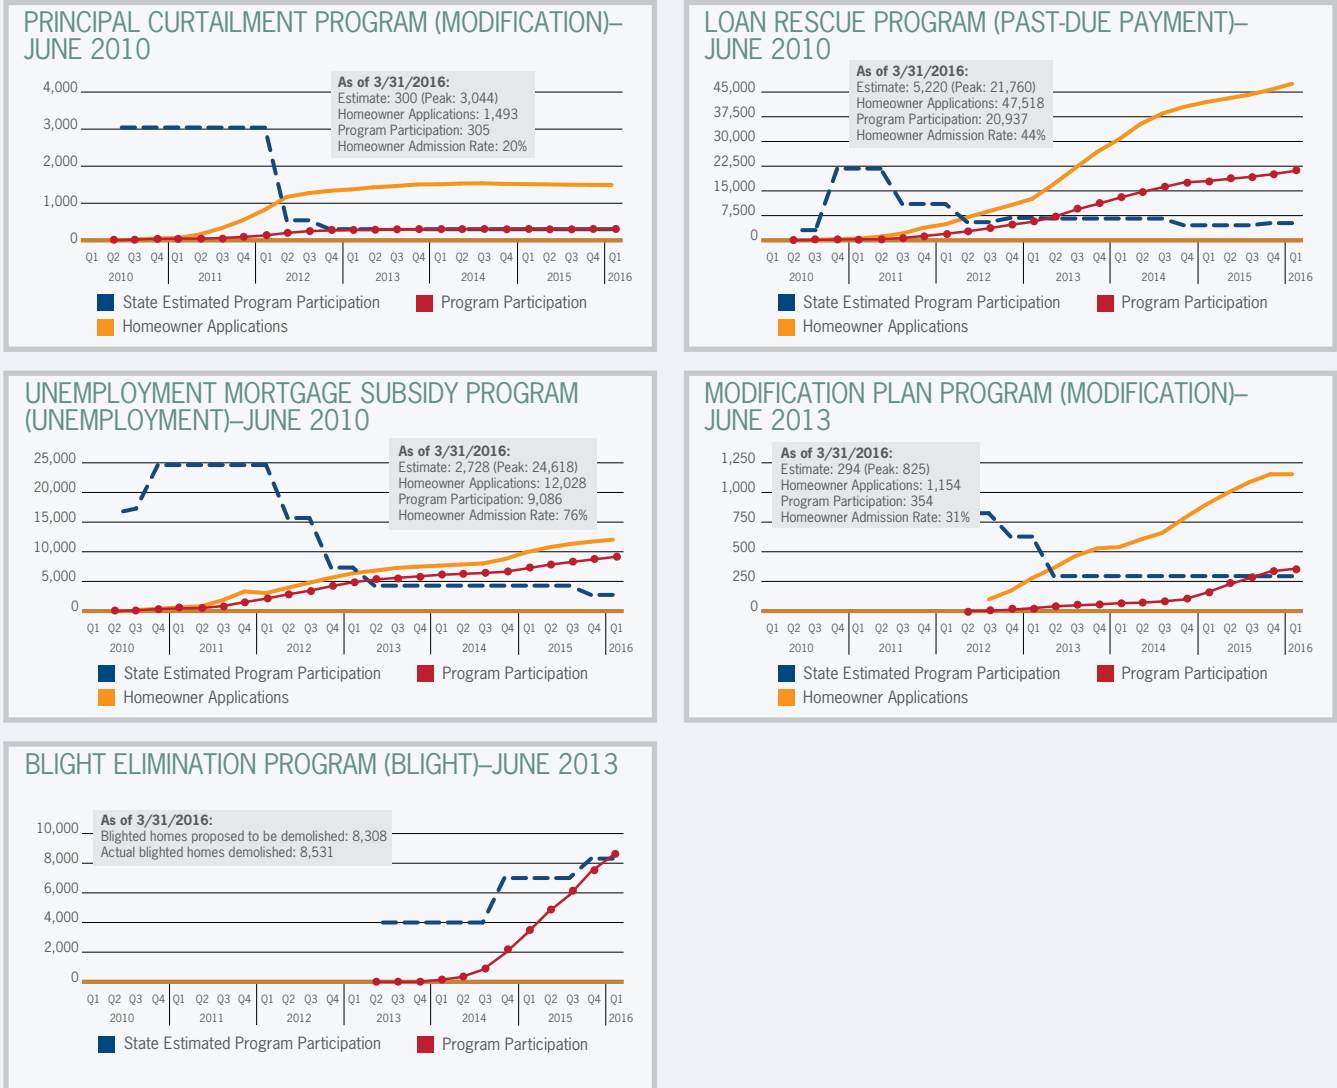 PRINCIPAL CURTAILMENT PROGRAM (MODIFICATION)–
JUNE 2010
As of 3/31/2016:
Estimate: 300 (Peak: 3,044)
Homeowner Applications: 1,493
Program Participation: 305
Homeowner Admission Rate: 20%
4,000
3,000
2,000
1,000
0
Q1 Q2 Q3 Q4 Q1 Q2 Q3 Q4 Q1 Q2 Q3 Q4 Q1 Q2 Q3 Q4 Q1 Q2 Q3 Q4 Q1 Q2 Q3 Q4 Q1
2010 2011 2012 2013 2014 2015 2016
State Estimated Program Participation Program Participation
Homeowner Applications
LOAN RESCUE PROGRAM (PAST-DUE PAYMENT)–
JUNE 2010
As of 3/31/2016:
Estimate: 5,220 (Peak: 21,760)
Homeowner Applications: 47,518
Program Participation: 20,937
Homeowner Admission Rate: 44%
45,000
37,500
30,000
22,500
15,000
7,500
0
Q1 Q2 Q3 Q4 Q1 Q2 Q3 Q4 Q1 Q2 Q3 Q4 Q1 Q2 Q3 Q4 Q1 Q2 Q3 Q4 Q1 Q2 Q3 Q4 Q1
2010 2011 2012 2013 2014 2015 2016
State Estimated Program Participation Program Participation
Homeowner Applications
UNEMPLOYMENT MORTGAGE SUBSIDY PROGRAM
(UNEMPLOYMENT)–JUNE 2010
As of 3/31/2016:
Estimate: 2,728 (Peak: 24,618)
Homeowner Applications: 12,028
Program Participation: 9,086
Homeowner Admission Rate: 76%
25,000
20,000
15,000
10,000
5,000
0
Q1 Q2 Q3 Q4 Q1 Q2 Q3 Q4 Q1 Q2 Q3 Q4 Q1 Q2 Q3 Q4 Q1 Q2 Q3 Q4 Q1 Q2 Q3 Q4 Q1
2010 2011 2012 2013 2014 2015 2016
State Estimated Program Participation Program Participation
Homeowner Applications
MODIFICATION PLAN PROGRAM (MODIFICATION)–
JUNE 2013
As of 3/31/2016:
Estimate: 294 (Peak: 825)
Homeowner Applications: 1,154
Program Participation: 354
Homeowner Admission Rate: 31%
1,250
1,000
750
500
250
0
Q1 Q2 Q3 Q4 Q1 Q2 Q3 Q4 Q1 Q2 Q3 Q4 Q1 Q2 Q3 Q4 Q1 Q2 Q3 Q4 Q1 Q2 Q3 Q4 Q1
2010 2011 2012 2013 2014 2015 2016
State Estimated Program Participation Program Participation
Homeowner Applications
BLIGHT ELIMINATION PROGRAM (BLIGHT)–JUNE 2013
As of 3/31/2016:
Blighted homes proposed to be demolished: 8,308
Actual blighted homes demolished: 8,531
10,000
8,000
6,000
4,000
2,000
0
Q1 Q2 Q3 Q4 Q1 Q2 Q3 Q4 Q1 Q2 Q3 Q4 Q1 Q2 Q3 Q4 Q1 Q2 Q3 Q4 Q1 Q2 Q3 Q4 Q1
2010 2011 2012 2013 2014 2015 2016
State Estimated Program Participation Program Participation